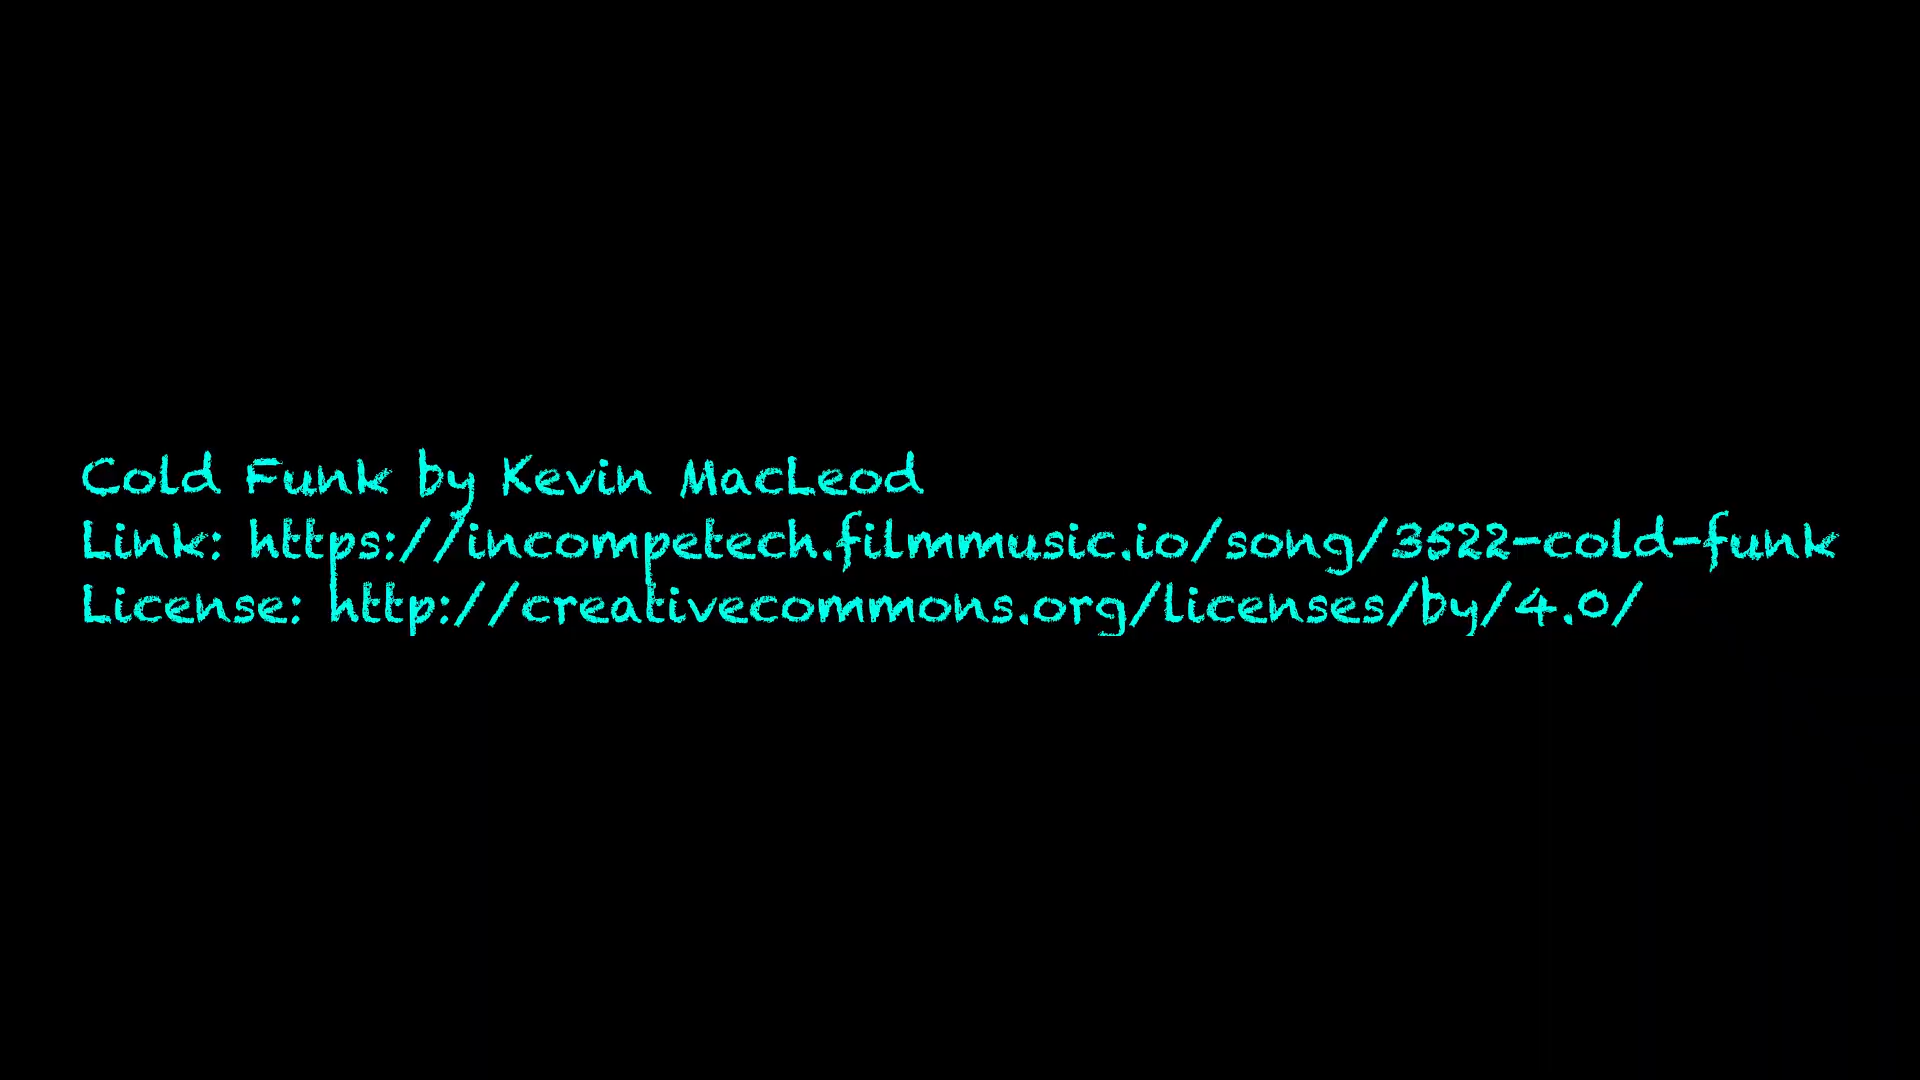 Cold Funk by Kevin MacLeod
Link: https://incompetech.filmmusic.io/song/3522-cold-funk
License: http://creativecommons.org/licenses/by/4.0/